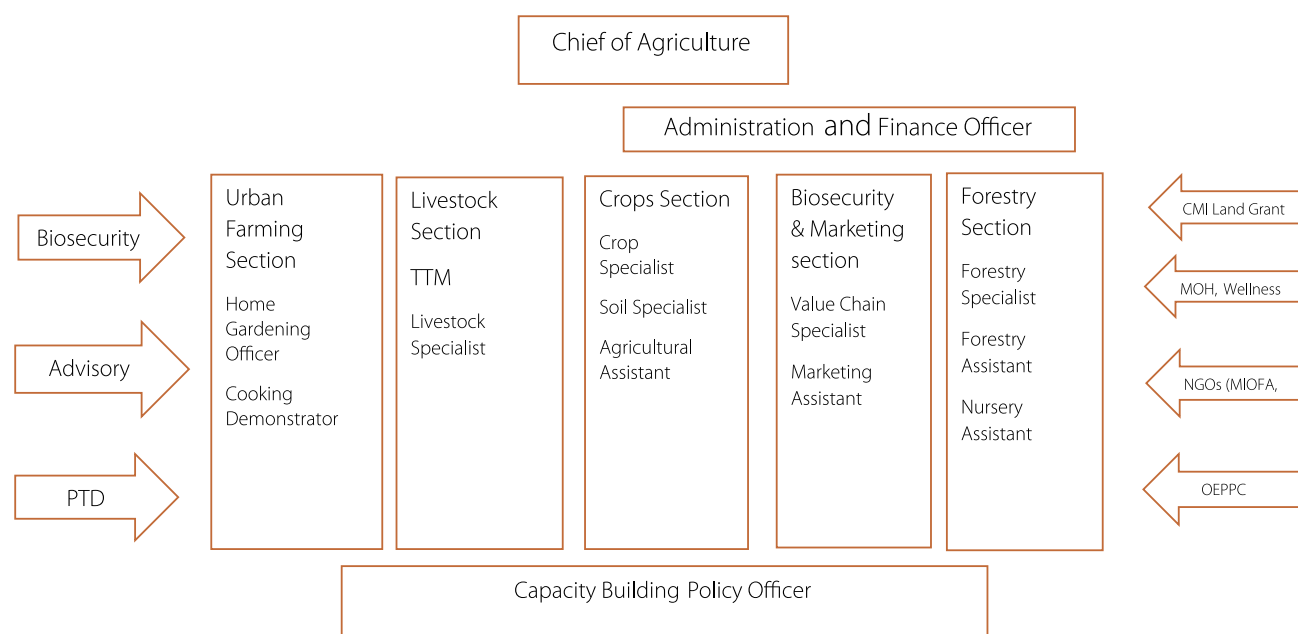 Chief of Agriculture
Administration and Finance Officer
Biosecurity
Advisory
PTD
Urban
Farming
Section
Home
Gardening
Officer
Cooking
Demonstrator
Livestock
Section
TTM
Livestock
Specialist
Crops Section
Crop
Specialist
Soil Specialist
Agricultural
Assistant
Biosecurity
& Marketing
section
Value Chain
Specialist
Marketing
Assistant
Forestry
Section
Forestry
Specialist
Forestry
Assistant
Nursery
Assistant
CMI Land Grant
MOH, Wellness
NGOs (MIOFA,
OEPPC
Capacity Building Policy Officer